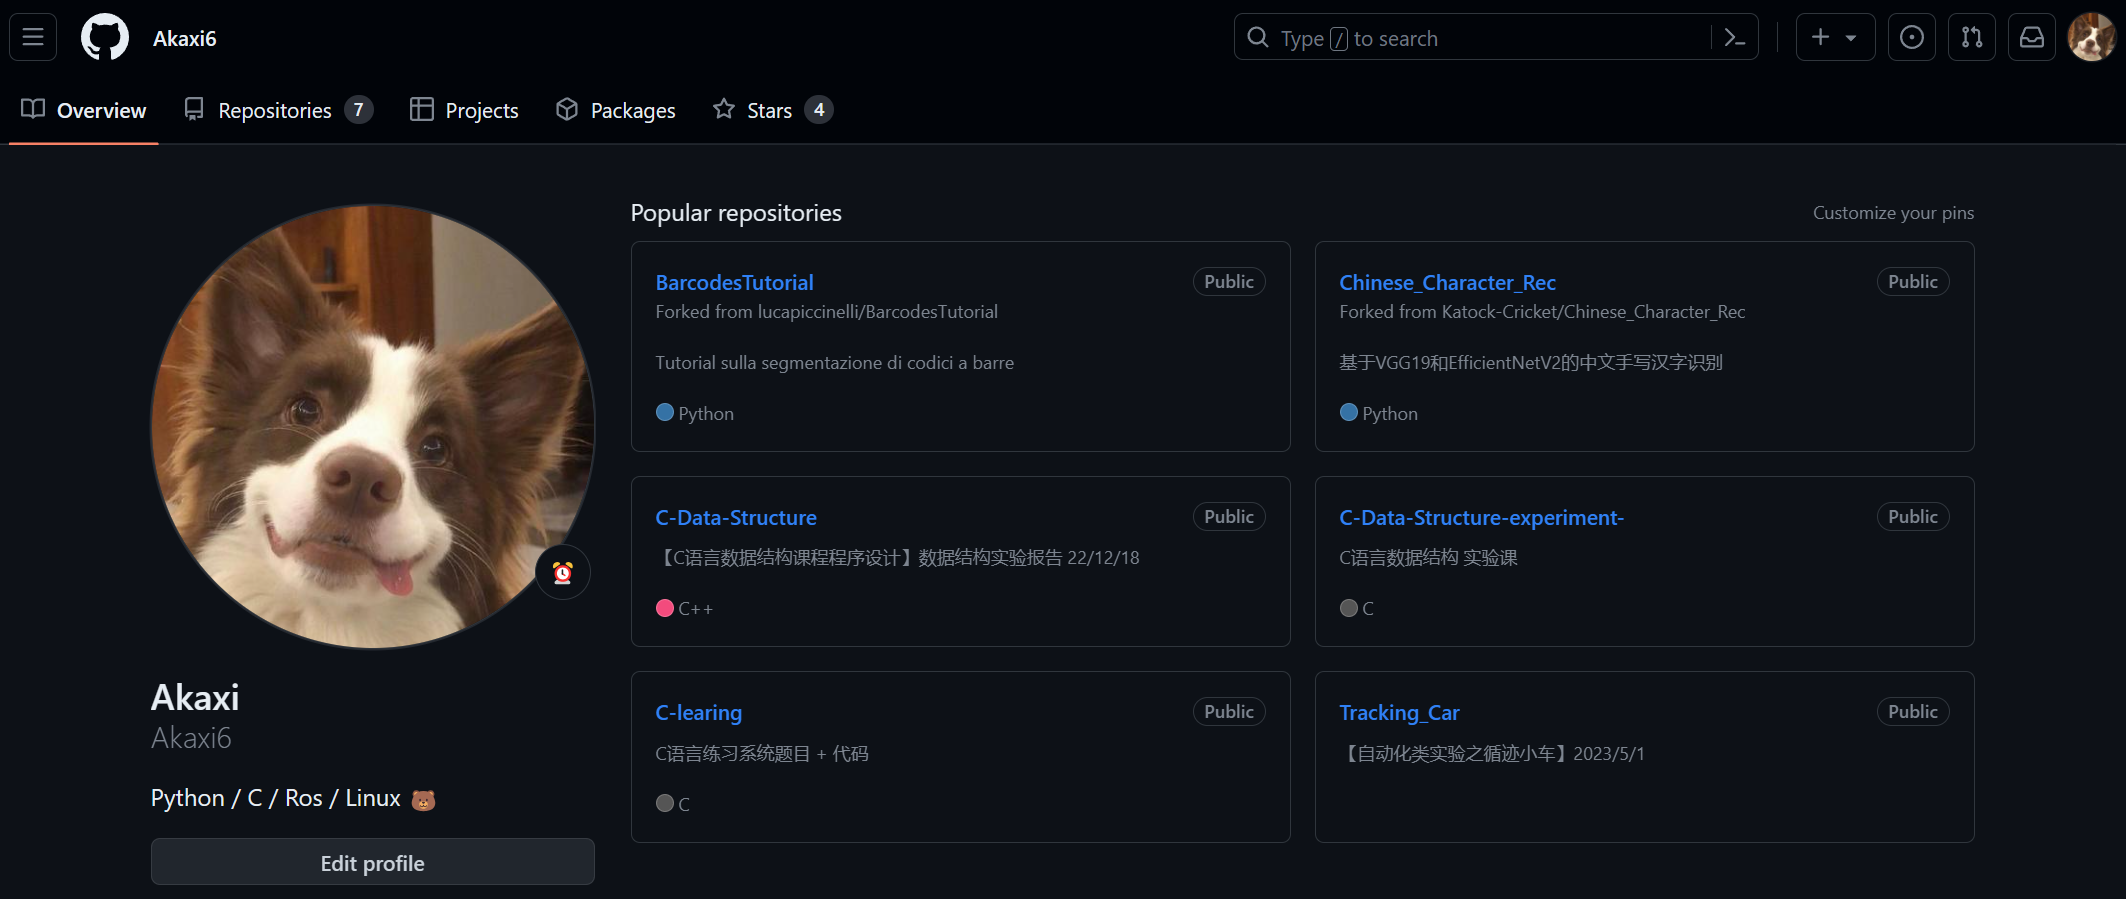 Akaxi6
Type / to search
Overview
Repositories 7
Projects
Packages
Stars 4
Popular repositories
Customize your pins
BarcodesTutorial
Public
Forked from lucapiccinelli/BarcodesTutorial
Tutorial sulla segmentazione di codici a barre
Python
Chinese_Character_Rec
Public
Forked from Katock-Cricket/Chinese_Character_Rec
基于VGG19和EfficientNetV2的中文手写汉字识别
Python
C-Data-Structure
Public
【C语言数据结构课程程序设计】数据结构实验报告 22/12/18
C++
C-Data-Structure-experiment-
Public
C语言数据结构 实验课
C
C-learing
Public
C语言练习系统题目 + 代码
C
Tracking_Car
Public
【自动化类实验之循迹小车】2023/5/1
Akaxi
Akaxi6
Python / C / Ros / Linux 🐻
Edit profile